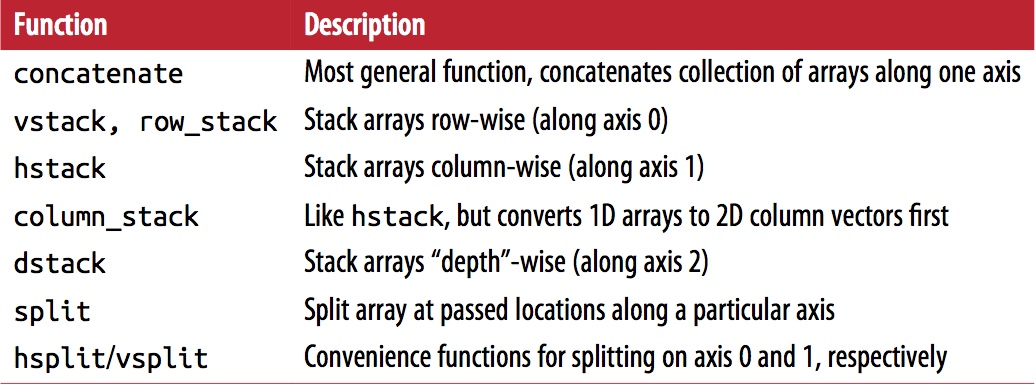 Function Description
concatenate Most general function, concatenates collection of arrays along one axis
vstack, row_stack Stack arrays row-wise (along axis 0)
hstack Stack arrays column-wise (along axis 1)
column_stack Like hstack, but converts 1D arrays to 2D column vectors first
dstack Stack arrays “depth”-wise (along axis 2)
split Split array at passed locations along a particular axis
hsplit/vsplit Convenience functions for splitting on axis 0 and 1, respectively